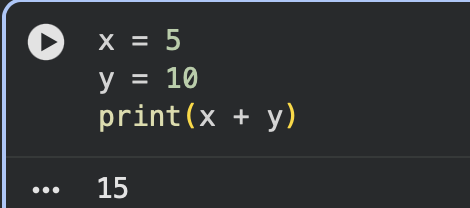 x = 5
y = 10
print(x + y)
15